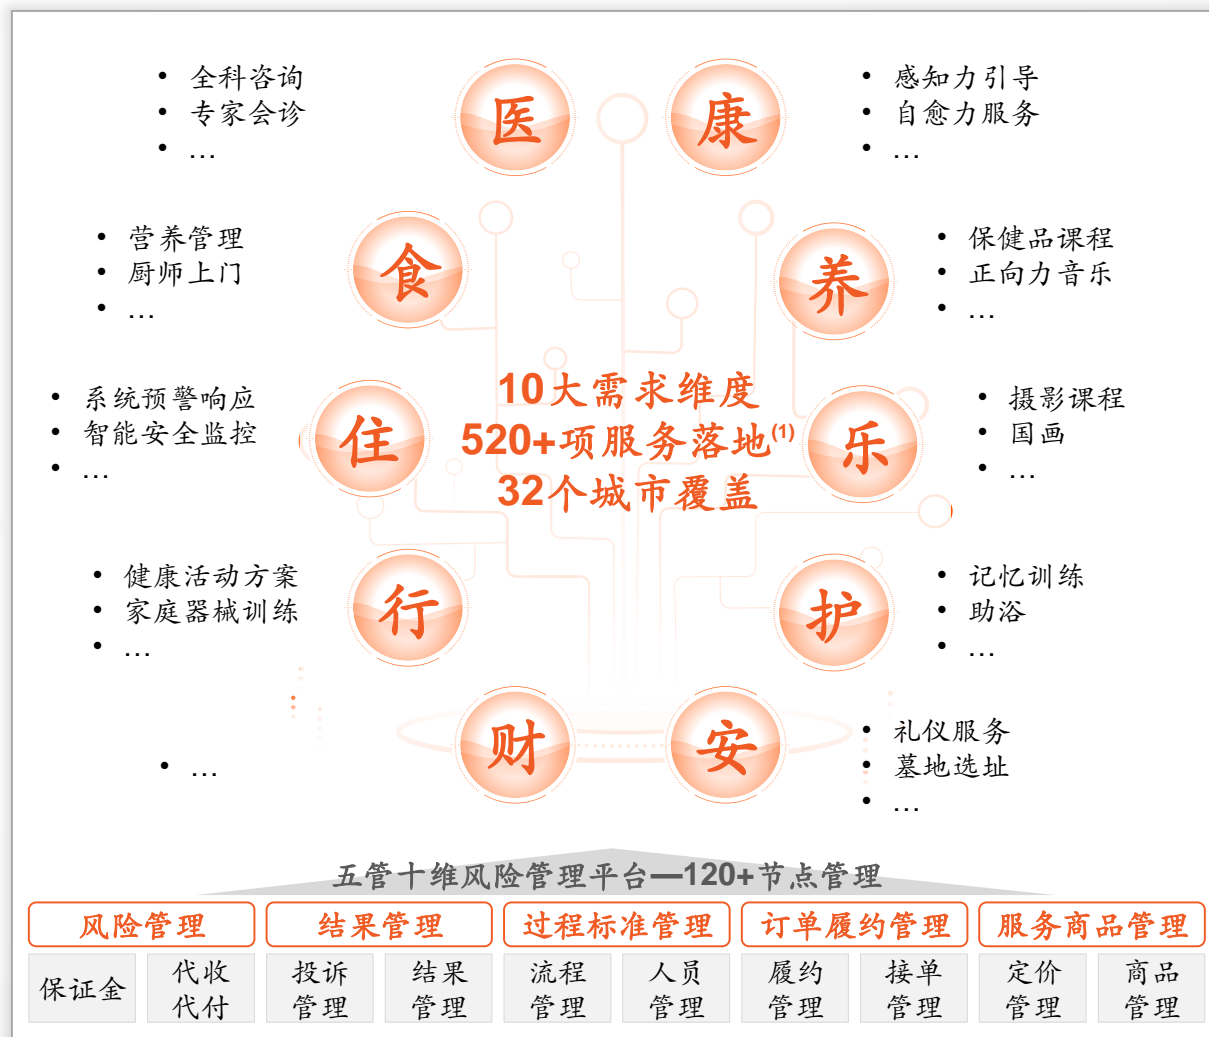 • 全科咨询
• 专家会诊
• …
医
康
• 感知力引导
• 自愈力服务
• …
• 营养管理
• 厨师上门
• …
食
养
• 保健品课程
• 正向力音乐
• …
• 系统预警响应
• 智能安全监控
• …
住
10大需求维度
520+项服务落地(1)
32个城市覆盖
乐
• 摄影课程
• 国画
• …
• 健康活动方案
• 家庭器械训练
• …
行
护
• 记忆训练
• 助浴
• …
• …
财
安
• 礼仪服务
• 墓地选址
• …
五管十维风险管理平台—120+节点管理
风险管理
结果管理
过程标准管理
订单履约管理
服务商品管理
保证金
代收
代付
投诉
管理
结果
管理
流程
管理
人员
管理
履约
管理
接单
管理
定价
管理
商品
管理